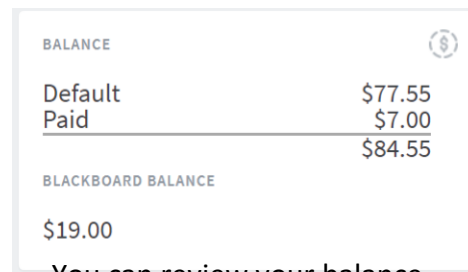 BALANCE
Default $77.55
Paid $7.00
$84.55
BLACKBOARD BALANCE
$19.00
You can review your balance